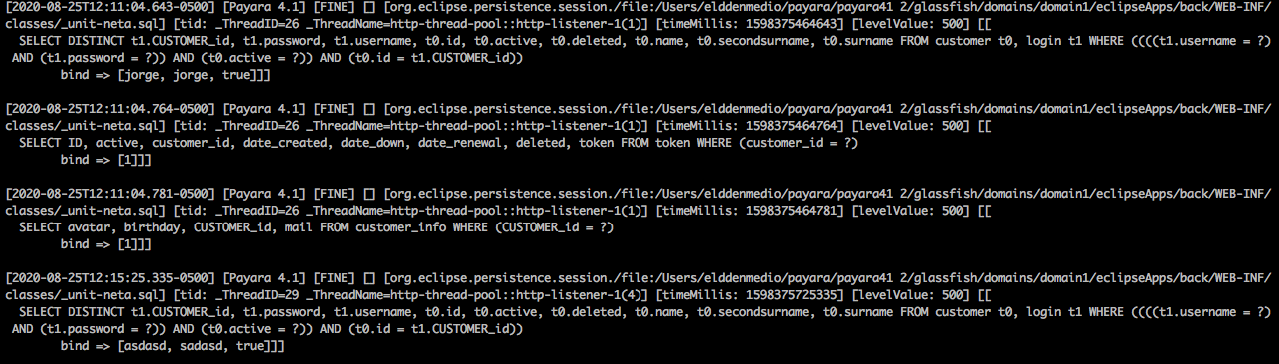 [2020-08-25T12:11:04.643-0500] [Payara 4.1] [FINE] [] [org.eclipse.persistence.session./file:/Users/elddenmedio/payara/payara41 2/glassfish/domains/domain1/eclipseApps/back/WEB-INF/
classes/_unit-neta.sql] [tid: _ThreadID=26 _ThreadName=http-thread-pool::http-listener-1(1)] [timeMillis: 1598375464643] [levelValue: 500] [[
  SELECT DISTINCT t1.CUSTOMER_id, t1.password, t1.username, t0.id, t0.active, t0.deleted, t0.name, t0.secondsurname, t0.surname FROM customer t0, login t1 WHERE ((((t1.username = ?)
 AND (t1.password = ?)) AND (t0.active = ?)) AND (t0.id = t1.CUSTOMER_id))
        bind => [jorge, jorge, true]]]
[2020-08-25T12:11:04.764-0500] [Payara 4.1] [FINE] [] [org.eclipse.persistence.session./file:/Users/elddenmedio/payara/payara41 2/glassfish/domains/domain1/eclipseApps/back/WEB-INF/
classes/_unit-neta.sql] [tid: _ThreadID=26 _ThreadName=http-thread-pool::http-listener-1(1)] [timeMillis: 1598375464764] [levelValue: 500] [[
  SELECT ID, active, customer_id, date_created, date_down, date_renewal, deleted, token FROM token WHERE (customer_id = ?)
        bind => [1]]]
[2020-08-25T12:11:04.781-0500] [Payara 4.1] [FINE] [] [org.eclipse.persistence.session./file:/Users/elddenmedio/payara/payara41 2/glassfish/domains/domain1/eclipseApps/back/WEB-INF/
classes/_unit-neta.sql] [tid: _ThreadID=26 _ThreadName=http-thread-pool::http-listener-1(1)] [timeMillis: 1598375464781] [levelValue: 500] [[
  SELECT avatar, birthday, CUSTOMER_id, mail FROM customer_info WHERE (CUSTOMER_id = ?)
        bind => [1]]]
[2020-08-25T12:15:25.335-0500] [Payara 4.1] [FINE] [] [org.eclipse.persistence.session./file:/Users/elddenmedio/payara/payara41 2/glassfish/domains/domain1/eclipseApps/back/WEB-INF/
classes/_unit-neta.sql] [tid: _ThreadID=29 _ThreadName=http-thread-pool::http-listener-1(4)] [timeMillis: 1598375725335] [levelValue: 500] [[
  SELECT DISTINCT t1.CUSTOMER_id, t1.password, t1.username, t0.id, t0.active, t0.deleted, t0.name, t0.secondsurname, t0.surname FROM customer t0, login t1 WHERE ((((t1.username = ?)
 AND (t1.password = ?)) AND (t0.active = ?)) AND (t0.id = t1.CUSTOMER_id))
        bind => [asdasd, sadasd, true]]]